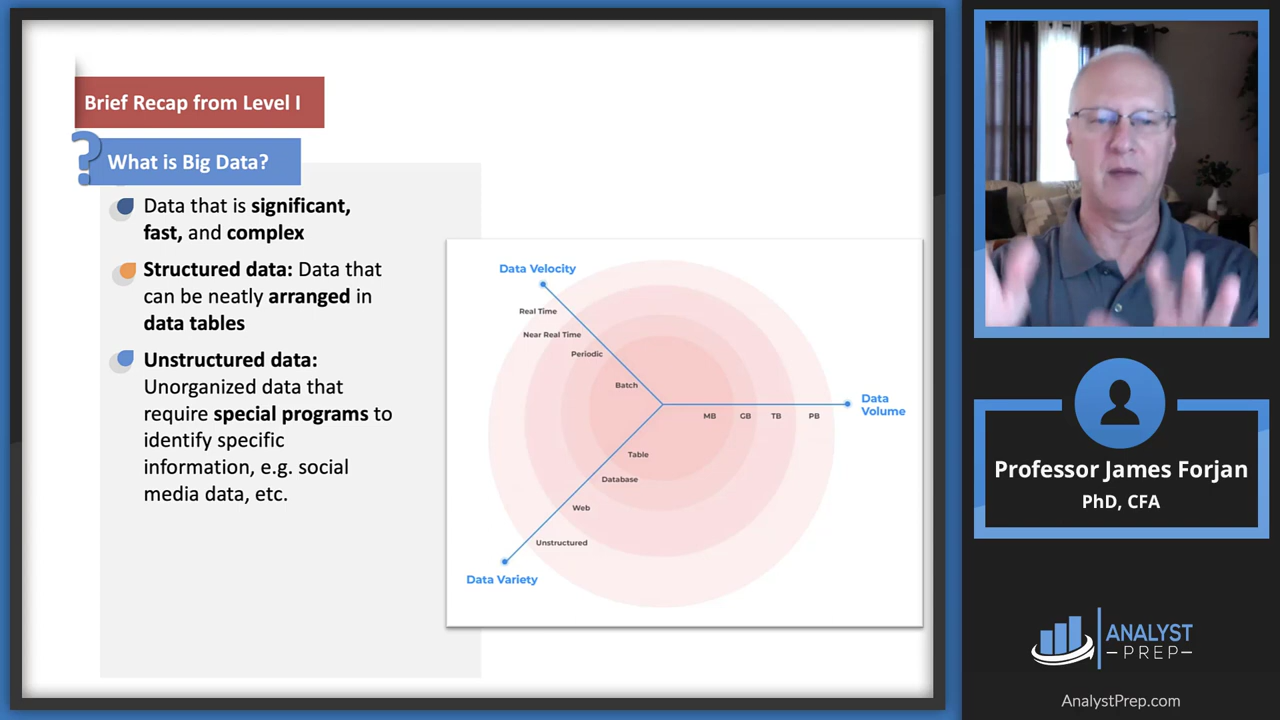 Brief Recap from Level I
?
What is Big Data?
Data that is significant,
fast, and complex
Structured data: Data that
can be neatly arranged in
data tables
Unstructured data:
Unorganized data that
require special programs to
identify specific
information, e.g. social
media data, etc.
Data Velocity
Real Time
Near Real Time
Periodic
Batch
Data
Volume
MB GB TB PB
Table
Database
Web
Unstructured
Data Variety
Professor James Forjan
PhD, CFA
ANALYST
PREP
AnalystPrep.com